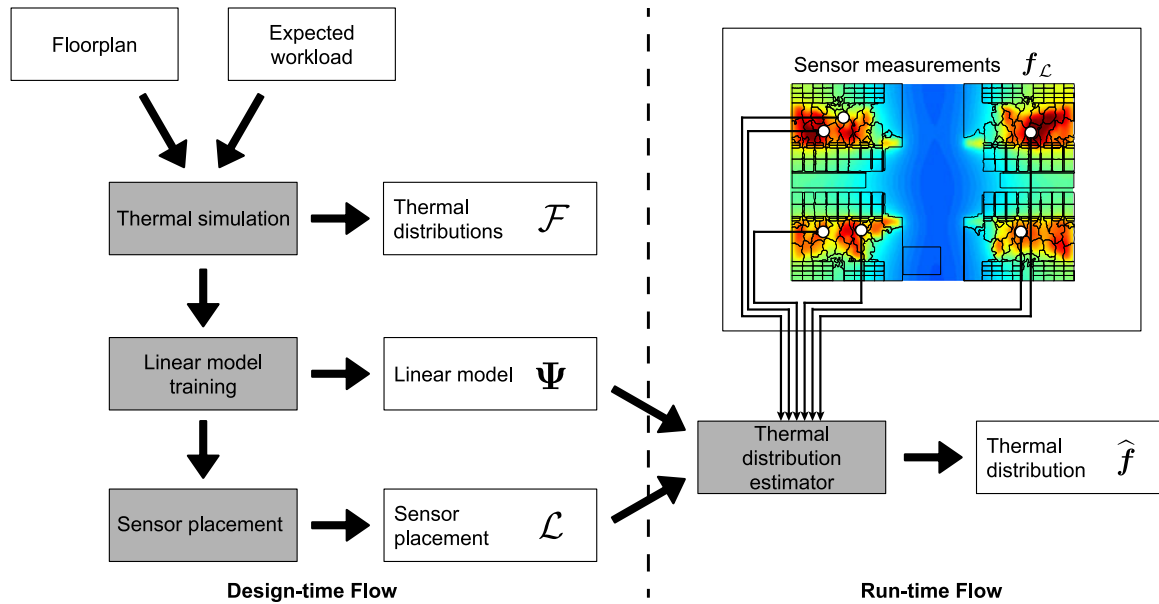 Floorplan
Expected
workload
Thermal simulation
Thermal
distributions
ℱ
Linear model
training
Linear model
Ψ
Sensor placement
Sensor
placement
ℒ
Design-time Flow
Sensor measurements f_ℒ
Thermal
distribution
estimator
Thermal
distribution
f̂
Run-time Flow